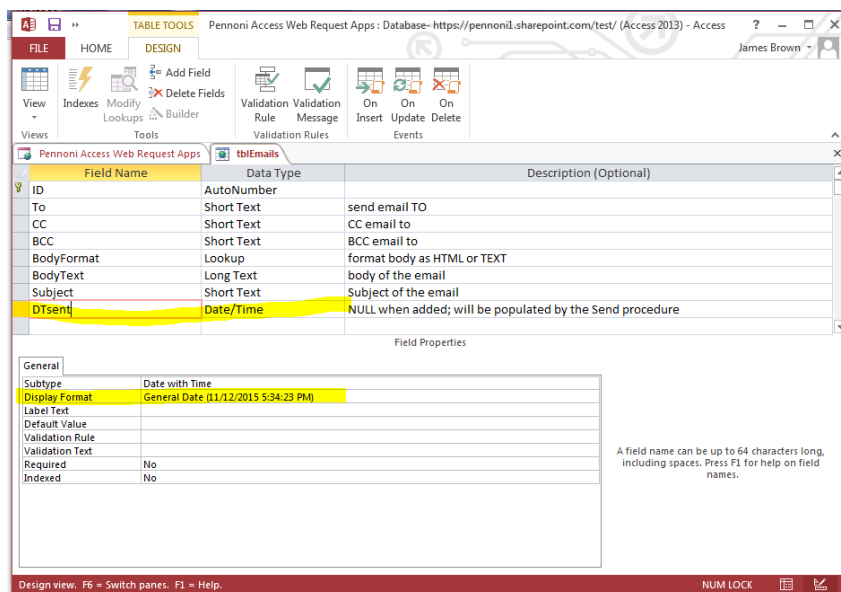 TABLE TOOLS
Pennoni Access Web Request Apps : Database- https://pennoni1.sharepoint.com/test/ (Access 2013) - Access
FILE HOME DESIGN James Brown
View
Indexes
Modify Lookups
Add Field
Delete Fields
Builder
Validation Rule
Validation Message
On Insert
On Update
On Delete
Views Tools Validation Rules Events
Pennoni Access Web Request Apps tblEmails
Field Name Data Type Description (Optional)
ID AutoNumber
To Short Text send email TO
CC Short Text CC email to
BCC Short Text BCC email to
BodyFormat Lookup format body as HTML or TEXT
BodyText Long Text body of the email
Subject Short Text Subject of the email
DTsent Date/Time NULL when added; will be populated by the Send procedure
Field Properties
General
Subtype Date with Time
Display Format General Date (11/12/2015 5:34:23 PM)
Label Text
Default Value
Validation Rule
Validation Text
Required No
Indexed No
A field name can be up to 64 characters long,
including spaces. Press F1 for help on field
names.
Design view. F6 = Switch panes. F1 = Help. NUM LOCK